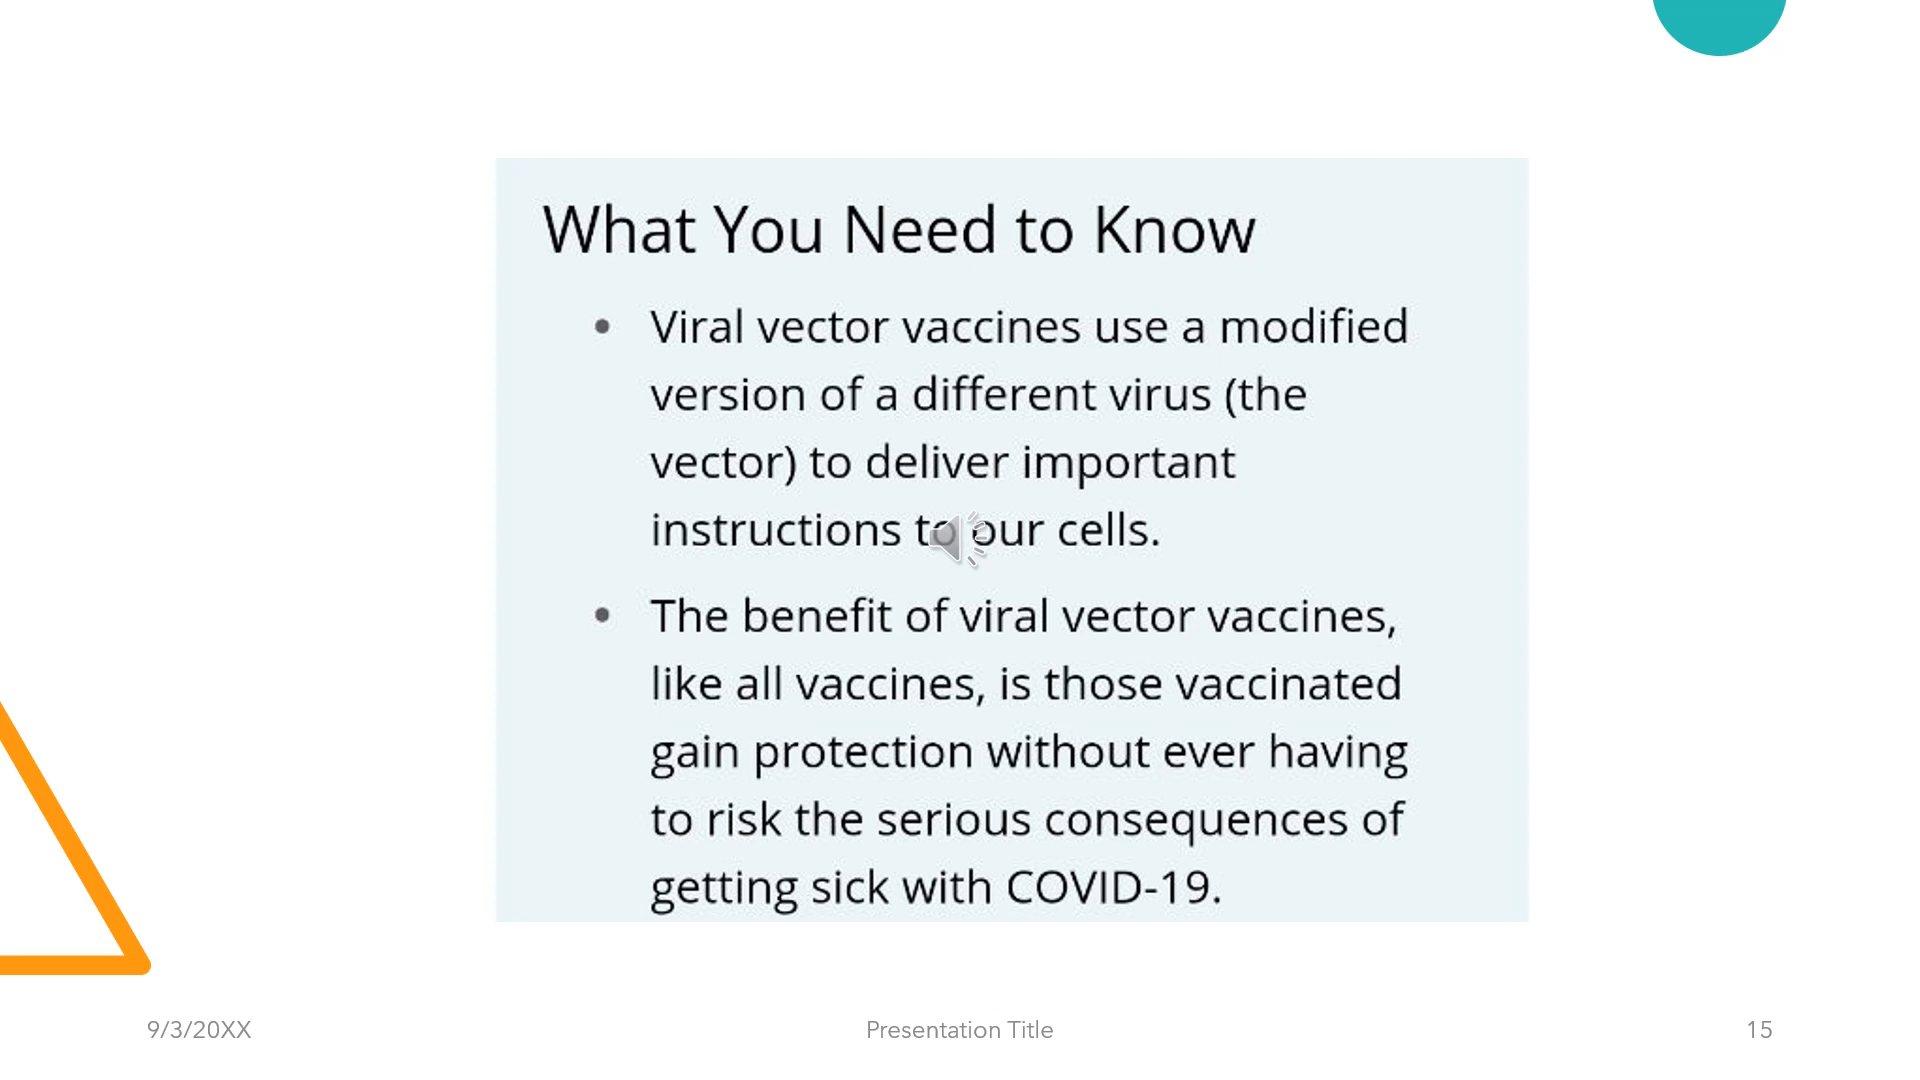 What You Need to Know
• Viral vector vaccines use a modified
version of a different virus (the
vector) to deliver important
instructions to our cells.
• The benefit of viral vector vaccines,
like all vaccines, is those vaccinated
gain protection without ever having
to risk the serious consequences of
getting sick with COVID-19.
9/3/20XX
Presentation Title
15